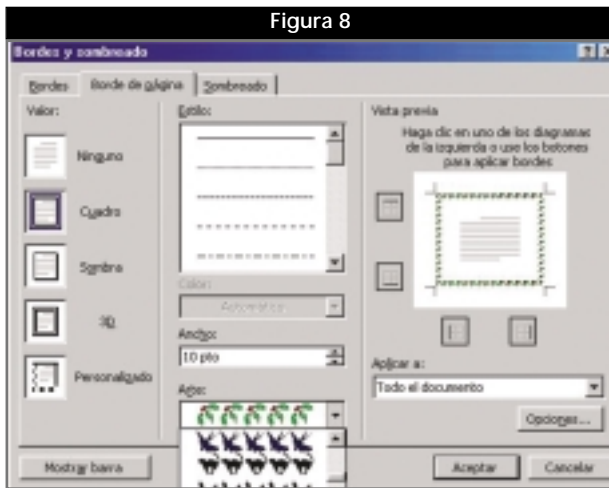 Figura 8
Bordes y sombreado
Bordes Borde de página Sombreado
Valor:
Ninguno
Cuadro
Sombra
3D
Personalizado
Estilo:
Color:
Automático
Ancho:
10 pto
Arte:
Vista previa
Haga clic en uno de los diagramas
de la izquierda o use los botones
para aplicar bordes
Aplicar a:
Todo el documento
Opciones...
Mostrar barra
Aceptar
Cancelar